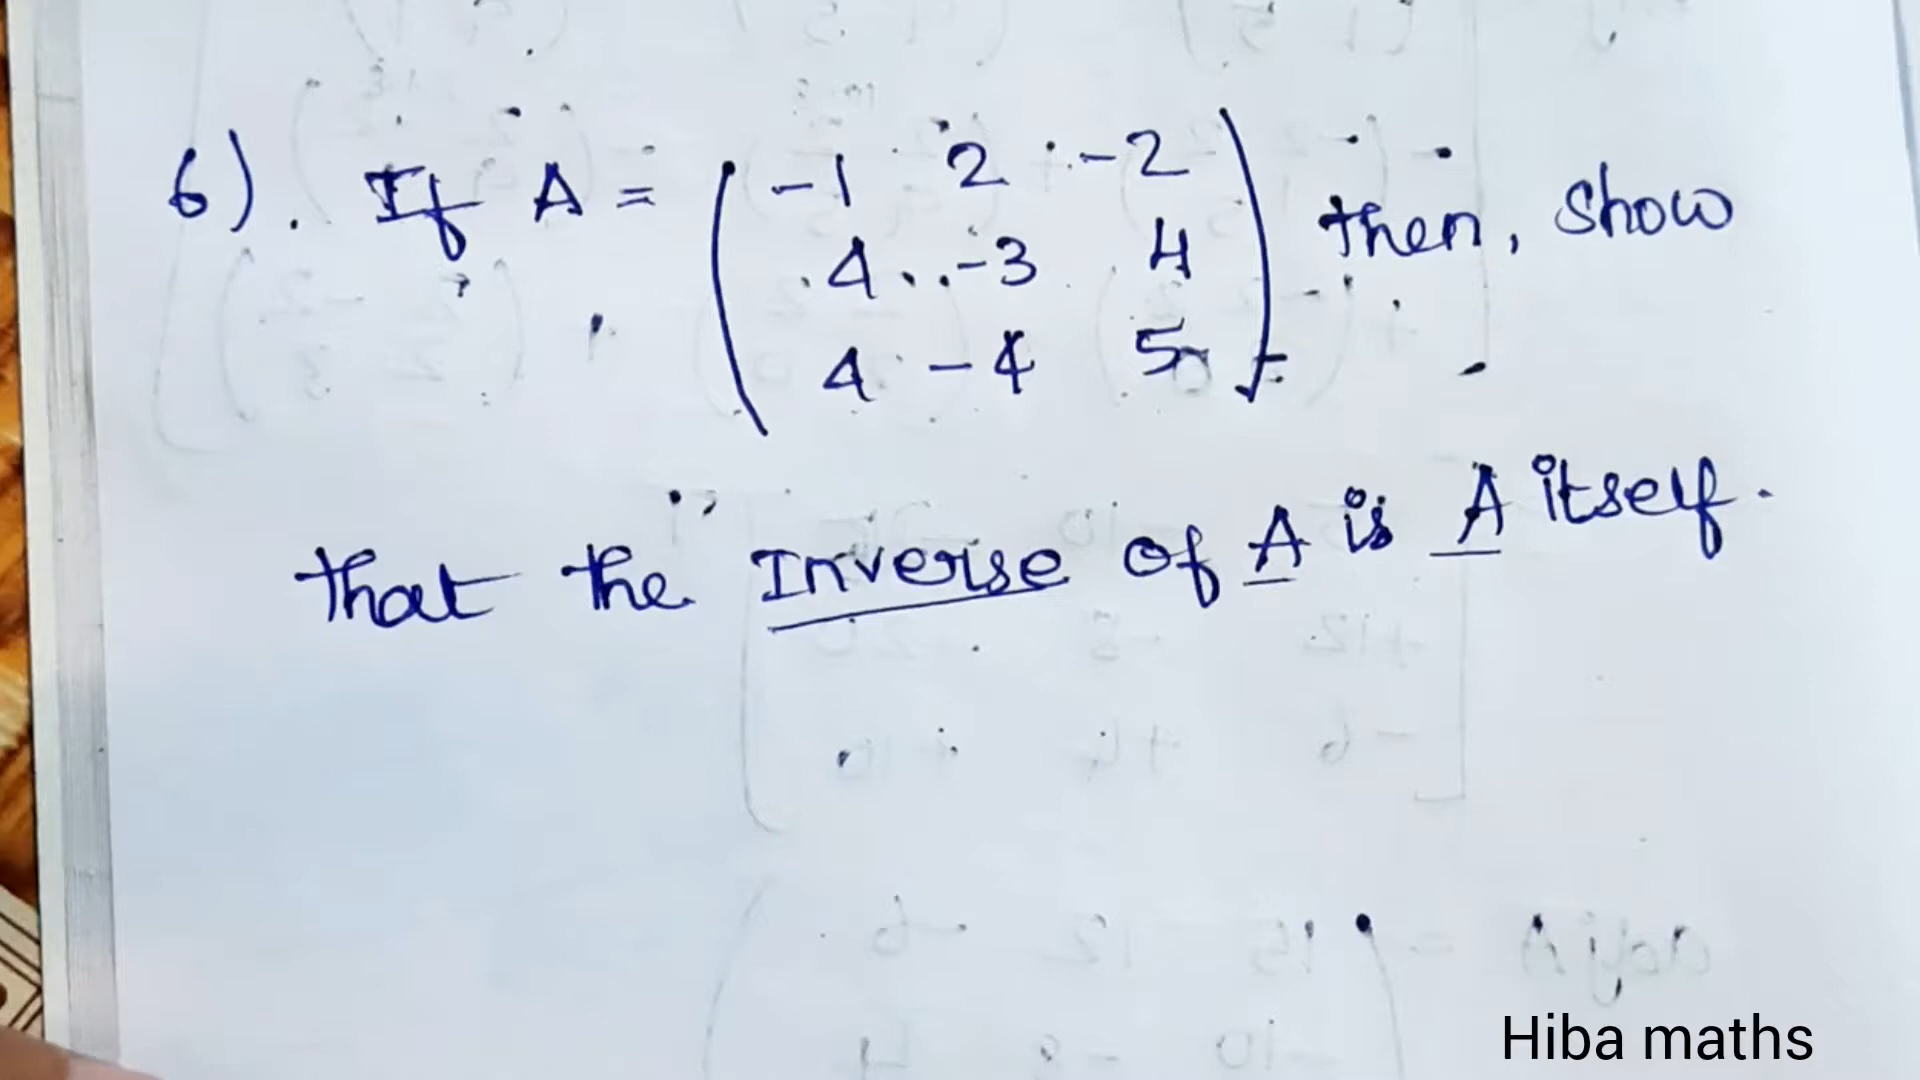 6). If A = ( -1 2 -2
4 -3 4
4 -4 5 ) then, show
that the Inverse of A is A itself.
Hiba maths